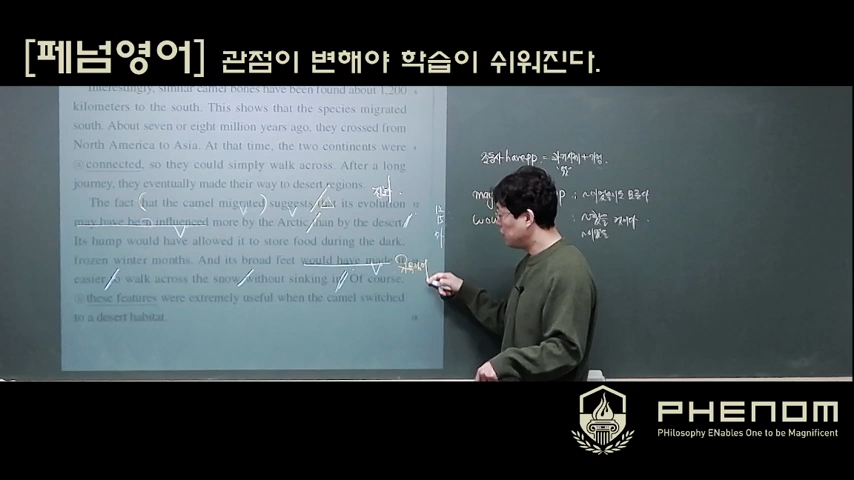 [페넘영어] 관점이 변해야 학습이 쉬워진다.
Interestingly, similar camel bones have been found about 1,200
kilometers to the south. This shows that the species migrated
south. About seven or eight million years ago, they crossed from
North America to Asia. At that time, the two continents were
ⓐconnected, so they could simply walk across. After a long
journey, they eventually made their way to desert regions.
The fact that the camel migrated suggests that its evolution
may have been influenced more by the Arctic than by the desert.
Its hump would have allowed it to store food during the dark,
frozen winter months. And its broad feet would have made
easier to walk across the snow without sinking in. Of course,
these features were extremely useful when the camel switched
to a desert habitat.
조동사 have pp =
PHENOM
PHilosophy ENables One to be Magnificent